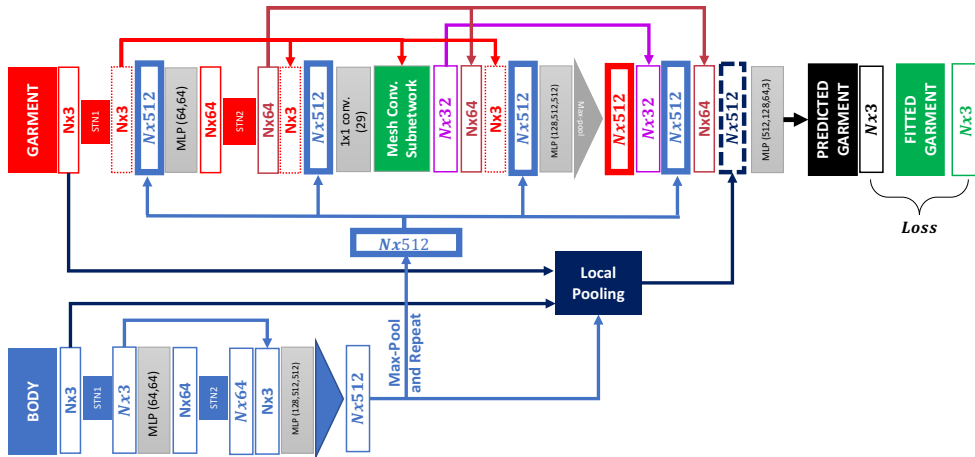 GARMENT
Nx3
STN1
Nx3
Nx512
MLP (64,64)
Nx64
STN2
Nx64
Nx3
Nx512
1x1 conv.
(29)
Mesh Conv.
Subnetwork
Nx32
Nx64
Nx3
Nx512
MLP (128,512,512)
Max-pool
Nx512
Nx32
Nx512
Nx64
Nx512
MLP (512,128,64,3)
PREDICTED
GARMENT
Nx3
FITTED
GARMENT
Nx3
Loss
Nx512
Local
Pooling
Max-Pool
and Repeat
BODY
Nx3
STN1
Nx3
MLP (64,64)
Nx64
STN2
Nx64
Nx3
MLP (128,512,512)
Nx512